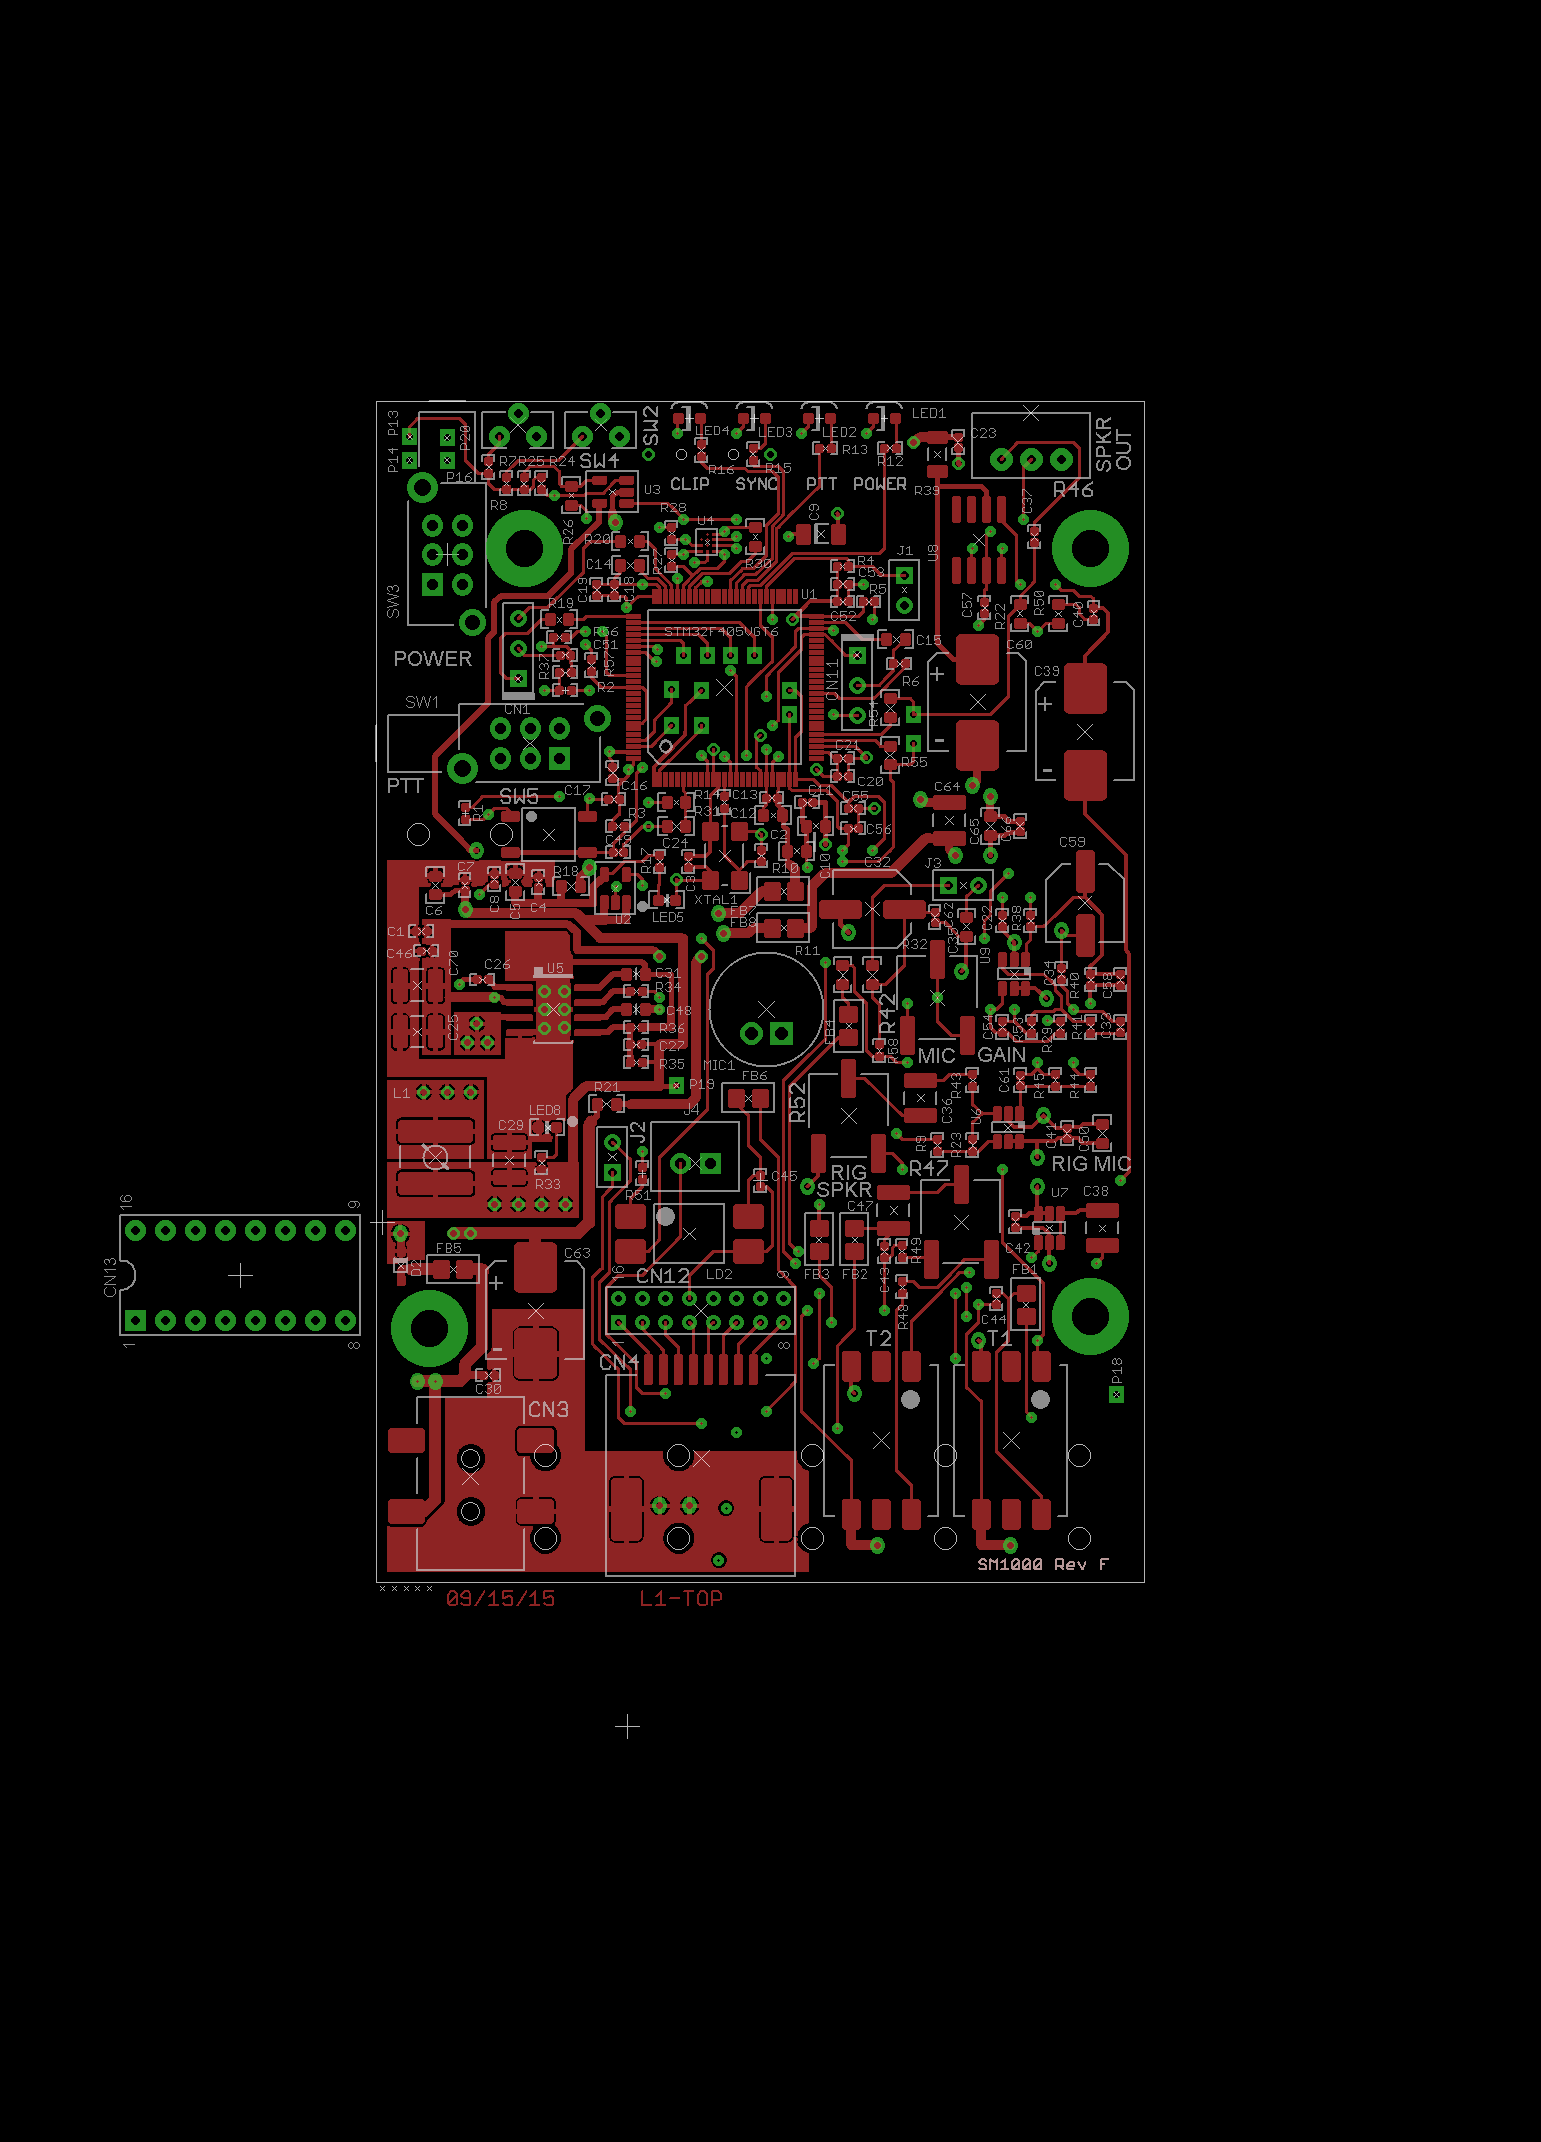 P13
P14
P20
P16
R7
R25
R24
R8
SW4
SW2
LED4
LED3
LED2
LED1
R16
R15
R13
R12
CLIP
SYNC
PTT
POWER
C23
R39
SPKR
OUT
R46
C37
U3
R26
R28
U4
C9
R20
C14
R27
R30
J1
U8
R4
C53
R5
C52
C19
C18
U1
SW3
R19
R56
C51
R37
R57
R2
STM32F405VGT6
C15
R6
CN11
R54
R55
C57
R22
R50
C40
C60
C39
POWER
SW1
CN1
PTT
SW5
C17
C16
R1
R3
R14
R31
C13
C12
C11
C21
C20
C55
C56
C64
C65
C59
C24
C2
R10
C10
C32
J3
R17
C3
XTAL1
LED5
U2
R18
C7
C6
C8
C5
C4
FB7
FB8
R11
R32
C62
C35
C22
R38
U9
C1
C46
C70
C26
U5
C31
R34
C48
R36
C27
R35
C25
MIC1
FB4
R42
R58
C34
R40
C58
C54
R53
R29
R41
C33
MIC
GAIN
L1
P19
R21
FB6
J4
R52
R43
C61
R45
R44
C36
LED8
C29
R33
J2
R51
C45
R9
R23
U6
C41
C50
RIG
SPKR
RIG MIC
R47
C47
U7
C38
16
9
CN13
1
8
D2
FB5
C63
LD2
CN12
16
9
1
8
FB3
FB2
C43
R49
R48
C42
FB1
C44
T2
T1
CN4
C30
CN3
P18
SM1000 Rev F
09/15/15
L1-TOP